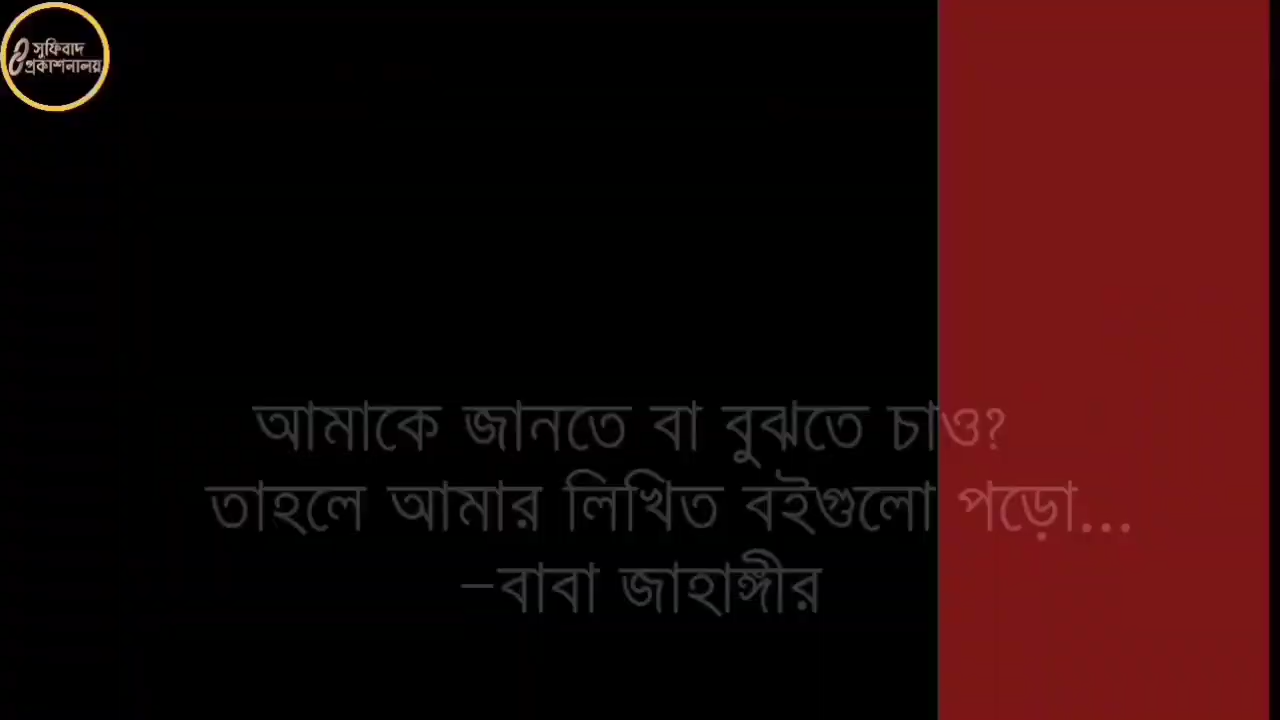 সুফিবাদ
প্রকাশনালয়
আমাকে জানতে বা বুঝতে চাও?
তাহলে আমার লিখিত বইগুলো পড়ো...
–বাবা জাহাঙ্গীর